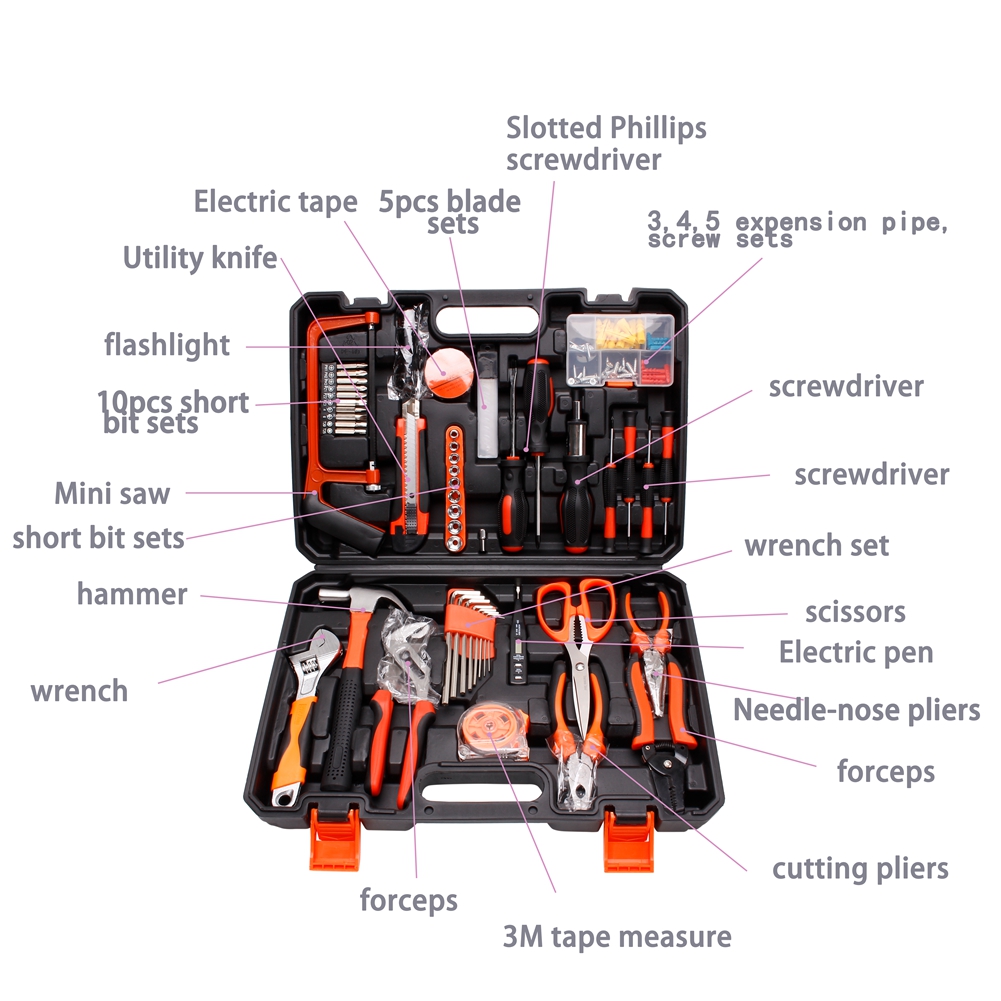 Slotted Phillips
screwdriver
Electric tape
5pcs blade
sets
3,4,5 expension pipe,
screw sets
Utility knife
flashlight
10pcs short
bit sets
screwdriver
screwdriver
Mini saw
short bit sets
wrench set
hammer
scissors
Electric pen
wrench
Needle-nose pliers
forceps
cutting pliers
forceps
3M tape measure